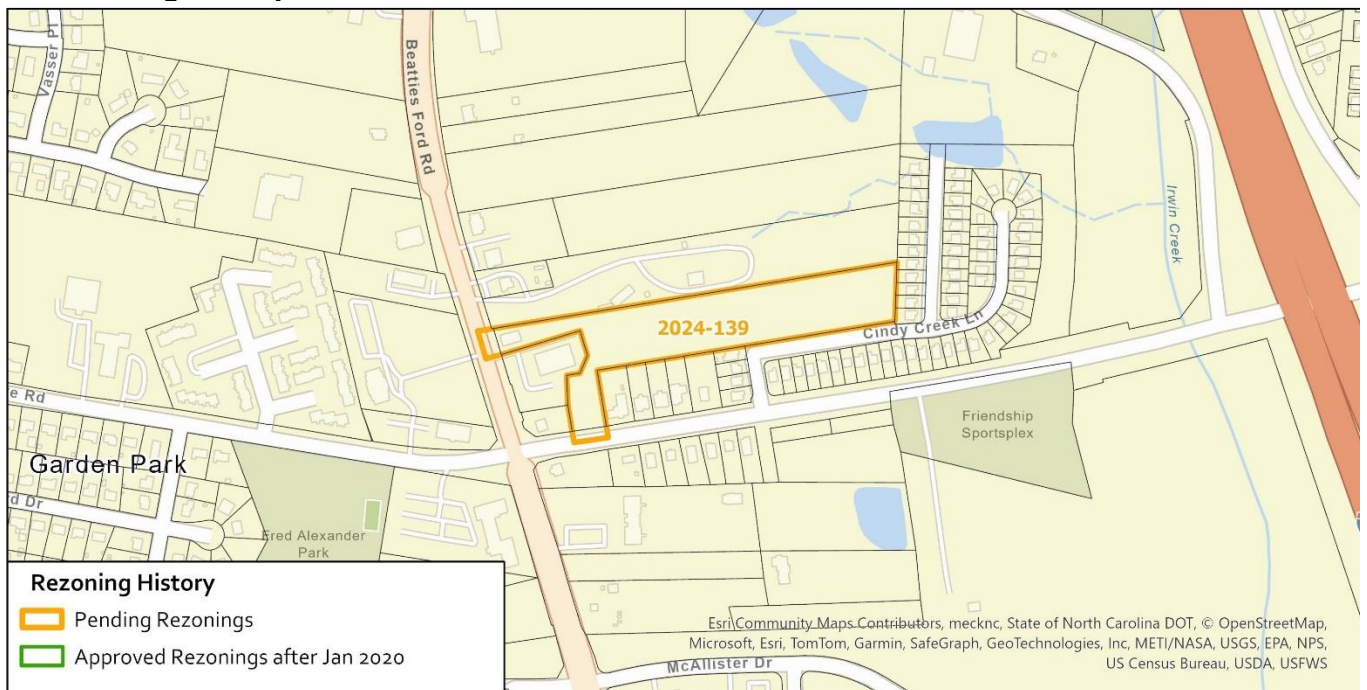 Vasser Pl
Beatties Ford Rd
Irwin Creek
2024-139
Cindy Creek Ln
e Rd
Garden Park
d Dr
Friendship
Sportsplex
Fred Alexander
Park
Rezoning History
Pending Rezonings
Approved Rezonings after Jan 2020
Esri Community Maps Contributors, mecknc, State of North Carolina DOT, © OpenStreetMap,
Microsoft, Esri, TomTom, Garmin, SafeGraph, GeoTechnologies, Inc, METI/NASA, USGS, EPA, NPS,
US Census Bureau, USDA, USFWS
McAllister Dr